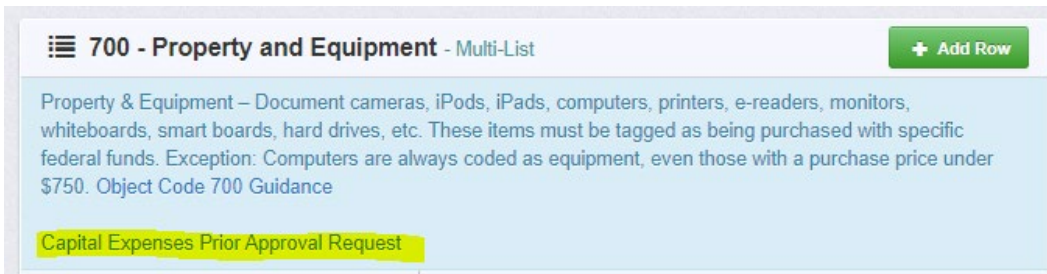 700 - Property and Equipment - Multi-List
+ Add Row
Property & Equipment – Document cameras, iPods, iPads, computers, printers, e-readers, monitors,
whiteboards, smart boards, hard drives, etc. These items must be tagged as being purchased with specific
federal funds. Exception: Computers are always coded as equipment, even those with a purchase price under
$750. Object Code 700 Guidance
Capital Expenses Prior Approval Request